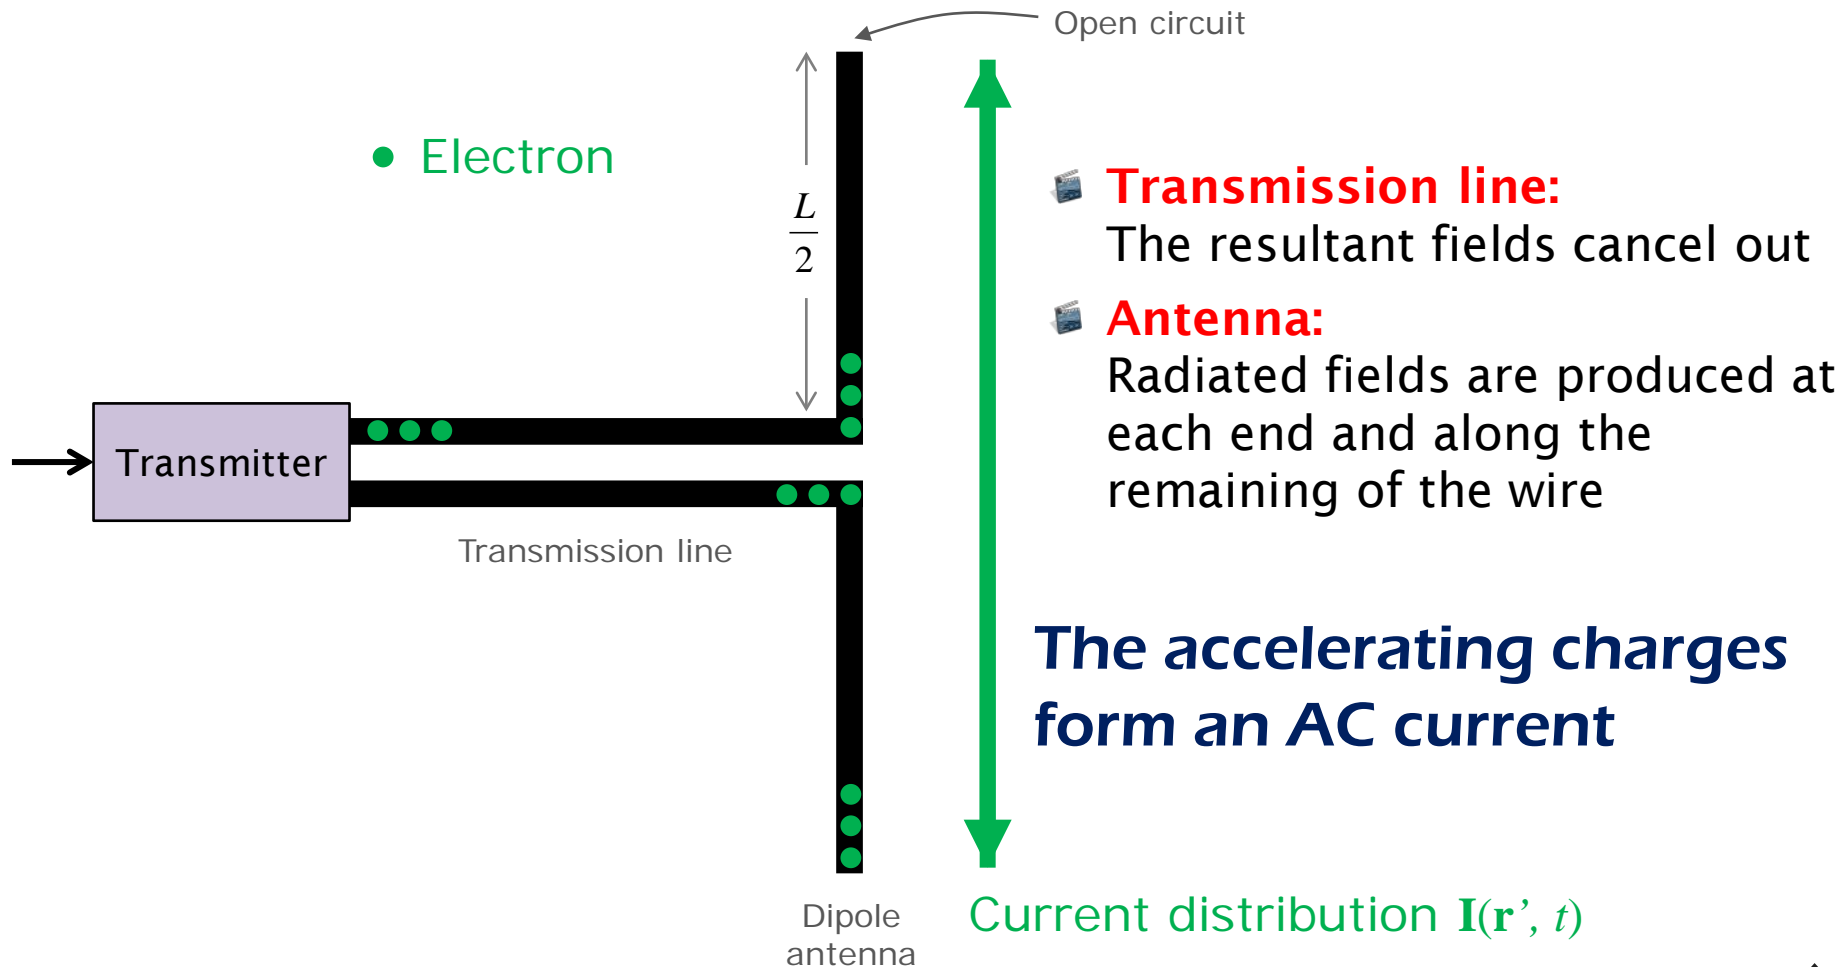 Open circuit
• Electron
L
2
Transmission line:
The resultant fields cancel out
Antenna:
Radiated fields are produced at
each end and along the
remaining of the wire
Transmitter
Transmission line
The accelerating charges
form an AC current
Dipole
antenna
Current distribution I(r’, t)